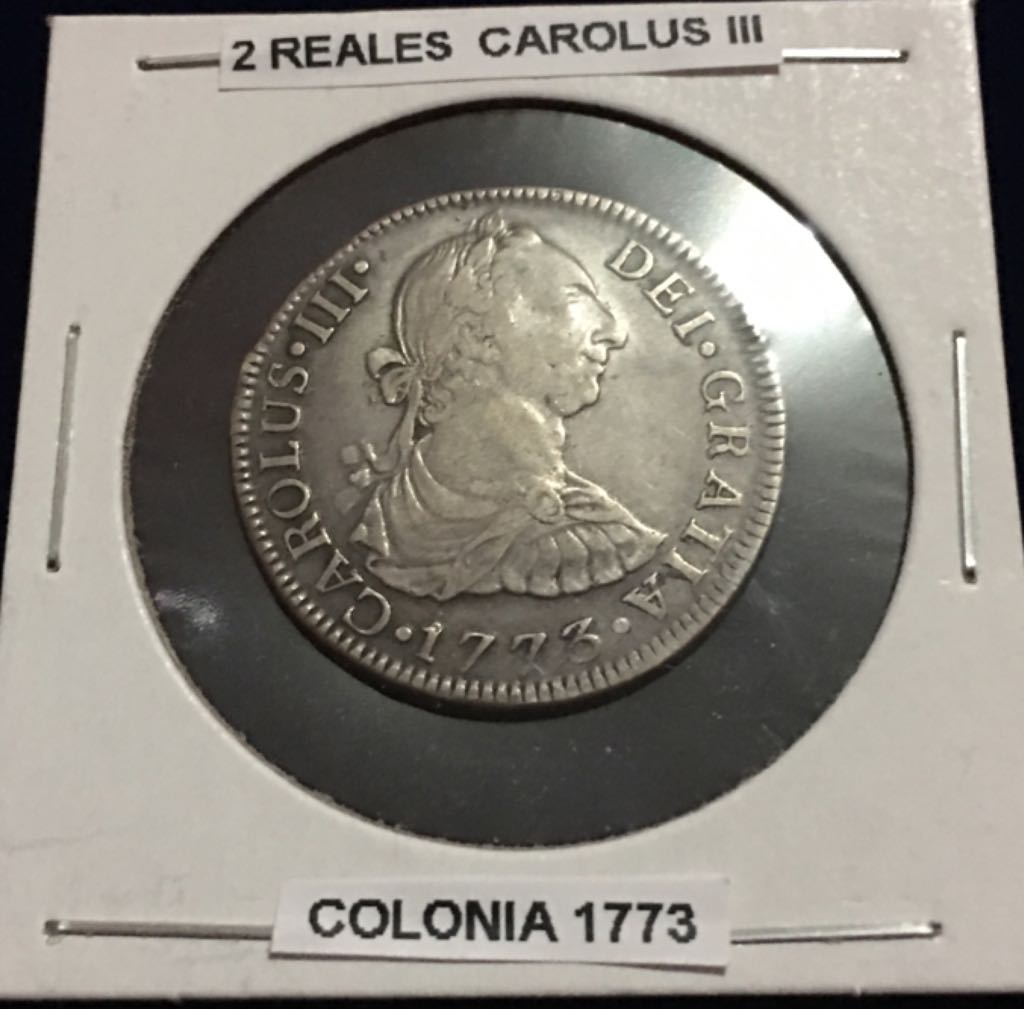 2 REALES CAROLUS III
CAROLUS·III· DEI·GRATIA
·1773·
COLONIA 1773